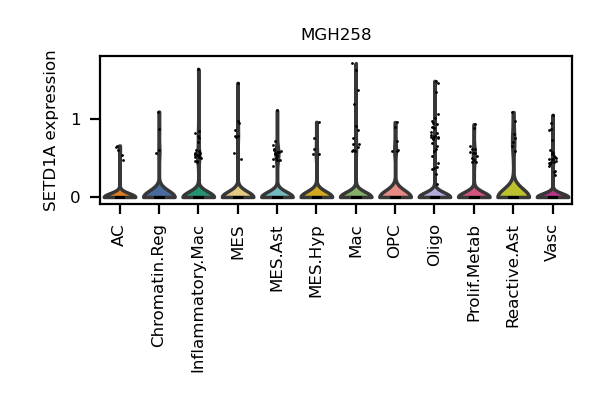 MGH258
SETD1A expression
1
0
AC
Chromatin.Reg
Inflammatory.Mac
MES
MES.Ast
MES.Hyp
Mac
OPC
Oligo
Prolif.Metab
Reactive.Ast
Vasc